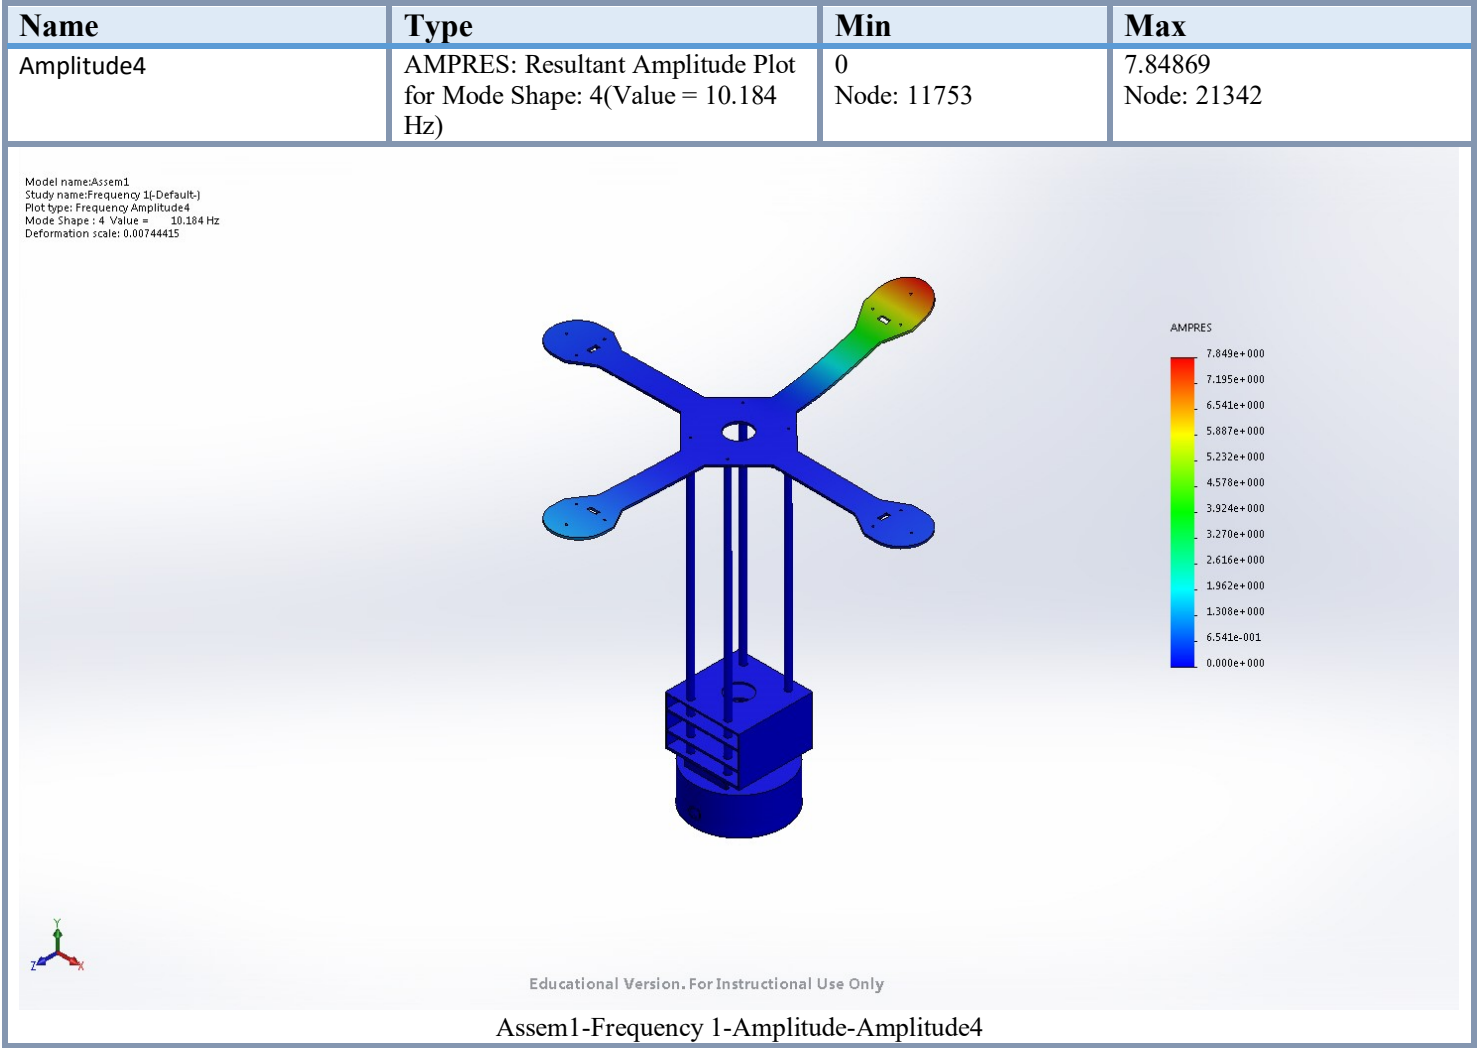 Name Type Min Max
Amplitude4 AMPRES: Resultant Amplitude Plot 0 7.84869
for Mode Shape: 4(Value = 10.184 Node: 11753 Node: 21342
Hz)
Model name:Assem1
Study name:Frequency 1(-Default-)
Plot type: Frequency Amplitude4
Mode Shape : 4 Value = 10.184 Hz
Deformation scale: 0.00744415
AMPRES
7.849e+000
7.195e+000
6.541e+000
5.887e+000
5.232e+000
4.578e+000
3.924e+000
3.270e+000
2.616e+000
1.962e+000
1.308e+000
6.541e-001
0.000e+000
Y
Z X
Educational Version. For Instructional Use Only
Assem1-Frequency 1-Amplitude-Amplitude4